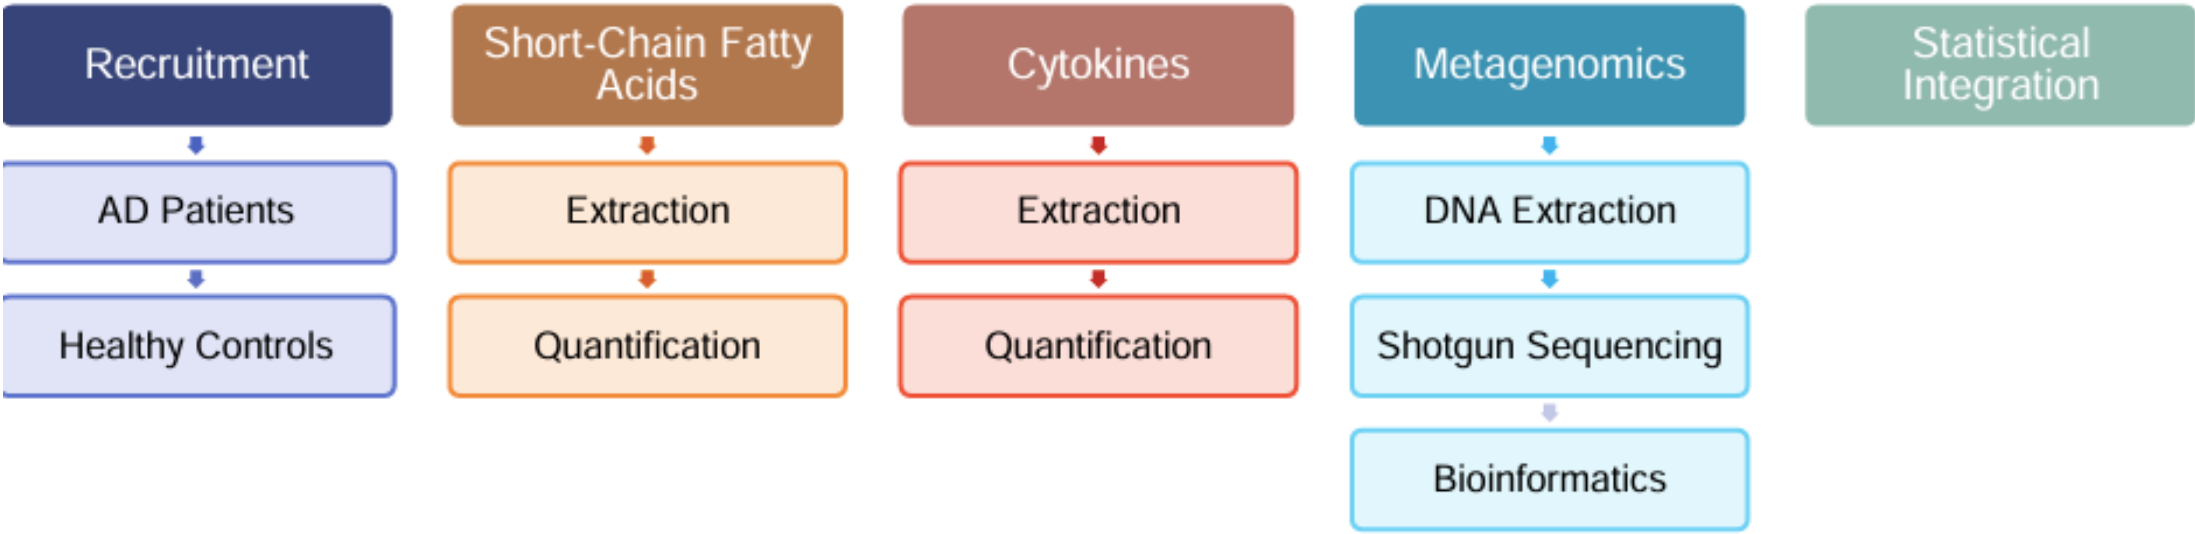 Recruitment
AD Patients
Healthy Controls
Short-Chain Fatty
Acids
Extraction
Quantification
Cytokines
Extraction
Quantification
Metagenomics
DNA Extraction
Shotgun Sequencing
Bioinformatics
Statistical
Integration